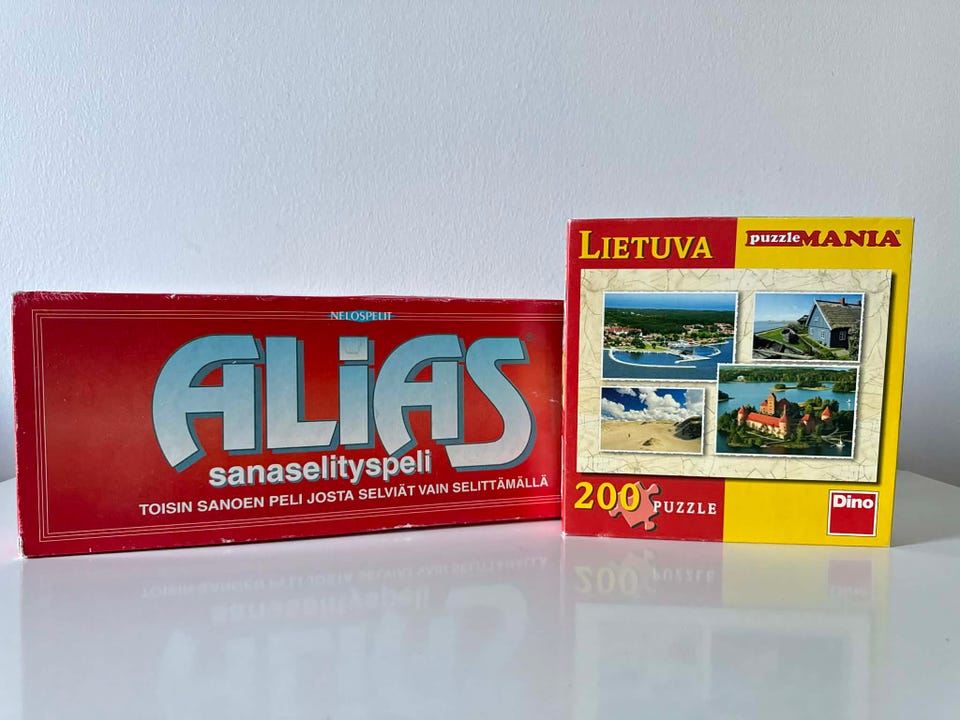 NELOSPELIT
ALiAS
sanaselityspeli
TOISIN SANOEN PELI JOSTA SELVIÄT VAIN SELITTÄMÄLLÄ
LIETUVA
puzzleMANIA®
200 PUZZLE
Dino